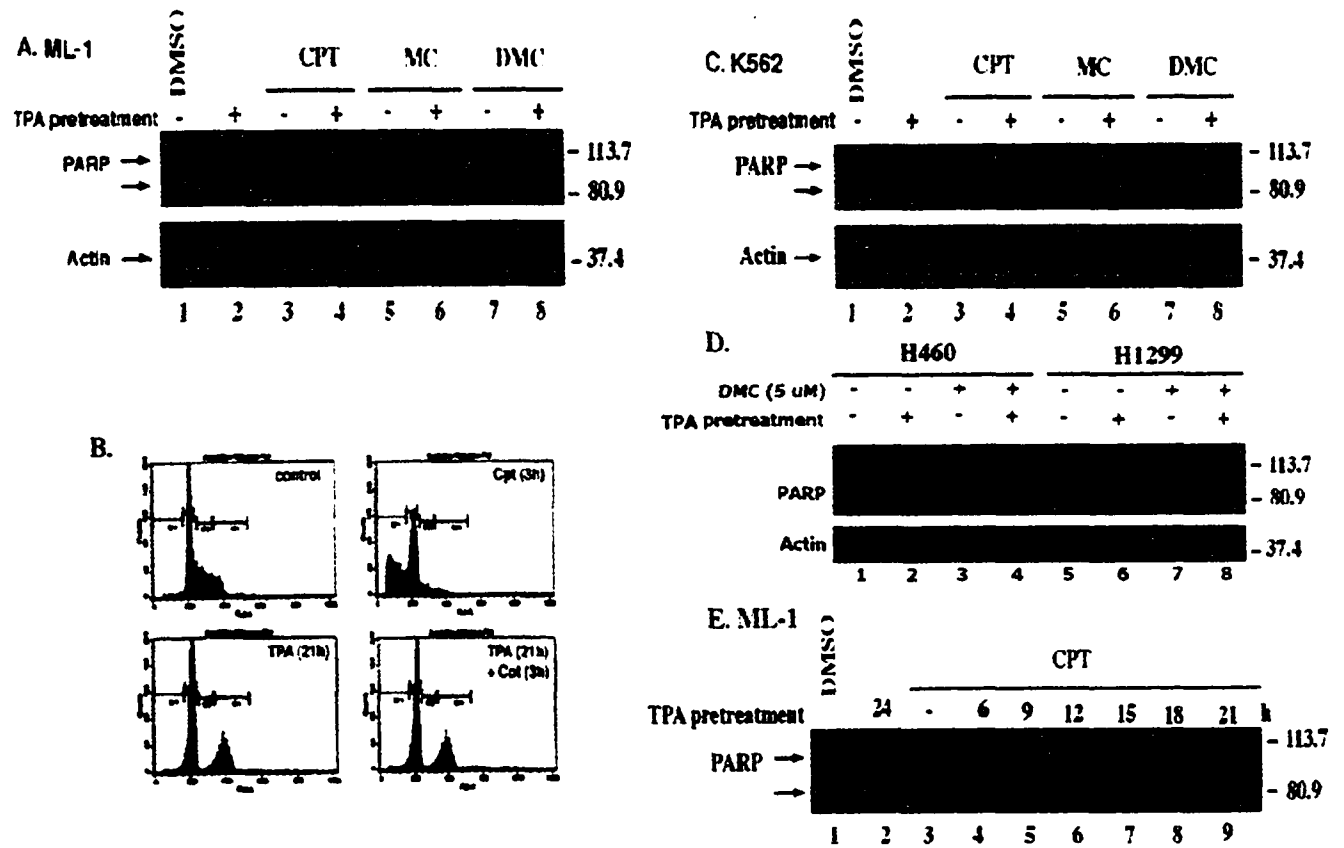 A. ML-1
DMSO
CPT MC DMC
TPA pretreatment - + - + - + - +
PARP → - 113.7
→ - 80.9
Actin → - 37.4
1 2 3 4 5 6 7 8
B.
control
Cpt (3h)
TPA (21h)
TPA (21h)
+ Cot (3h)
C. K562
DMSO
CPT MC DMC
TPA pretreatment - + - + - + - +
PARP → - 113.7
→ - 80.9
Actin → - 37.4
1 2 3 4 5 6 7 8
D.
H460 H1299
DMC (5 uM) - - + + - - + +
TPA pretreatment - + - + - + - +
- 113.7
PARP - 80.9
Actin - 37.4
1 2 3 4 5 6 7 8
E. ML-1
DMSO
CPT
TPA pretreatment 24 - 6 9 12 15 18 21 h
PARP → - 113.7
→ - 80.9
1 2 3 4 5 6 7 8 9